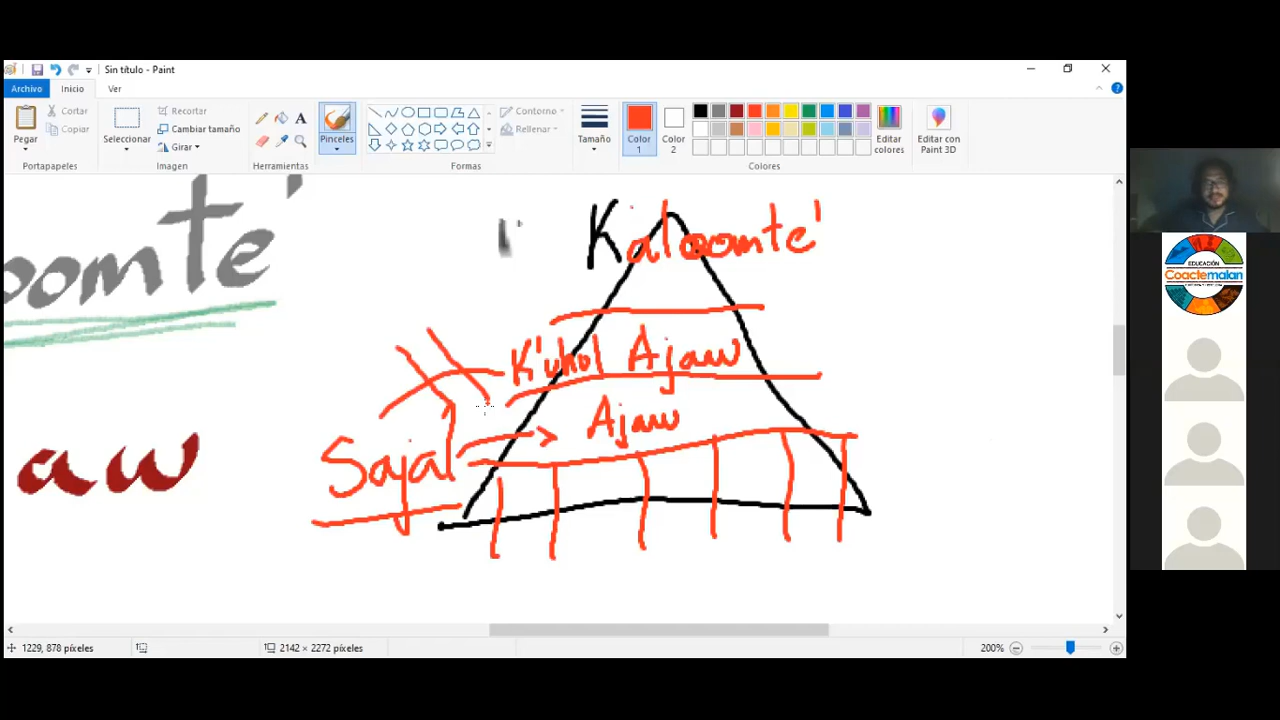 Sin título - Paint
Archivo Inicio Ver
Pegar
Cortar
Copiar
Portapapeles
Seleccionar
Recortar
Cambiar tamaño
Girar
Imagen
A
Herramientas
Pinceles
Contorno
Rellenar
Formas
Tamaño
Color 1
Color 2
Editar colores
Editar con Paint 3D
Colores
oomte'
Kaloomte'
K'uhul Ajaw
Ajaw
Sajal
aw
EDUCACIÓN
Coactemalan
1229, 878 píxeles
2142 × 2272 píxeles
200%